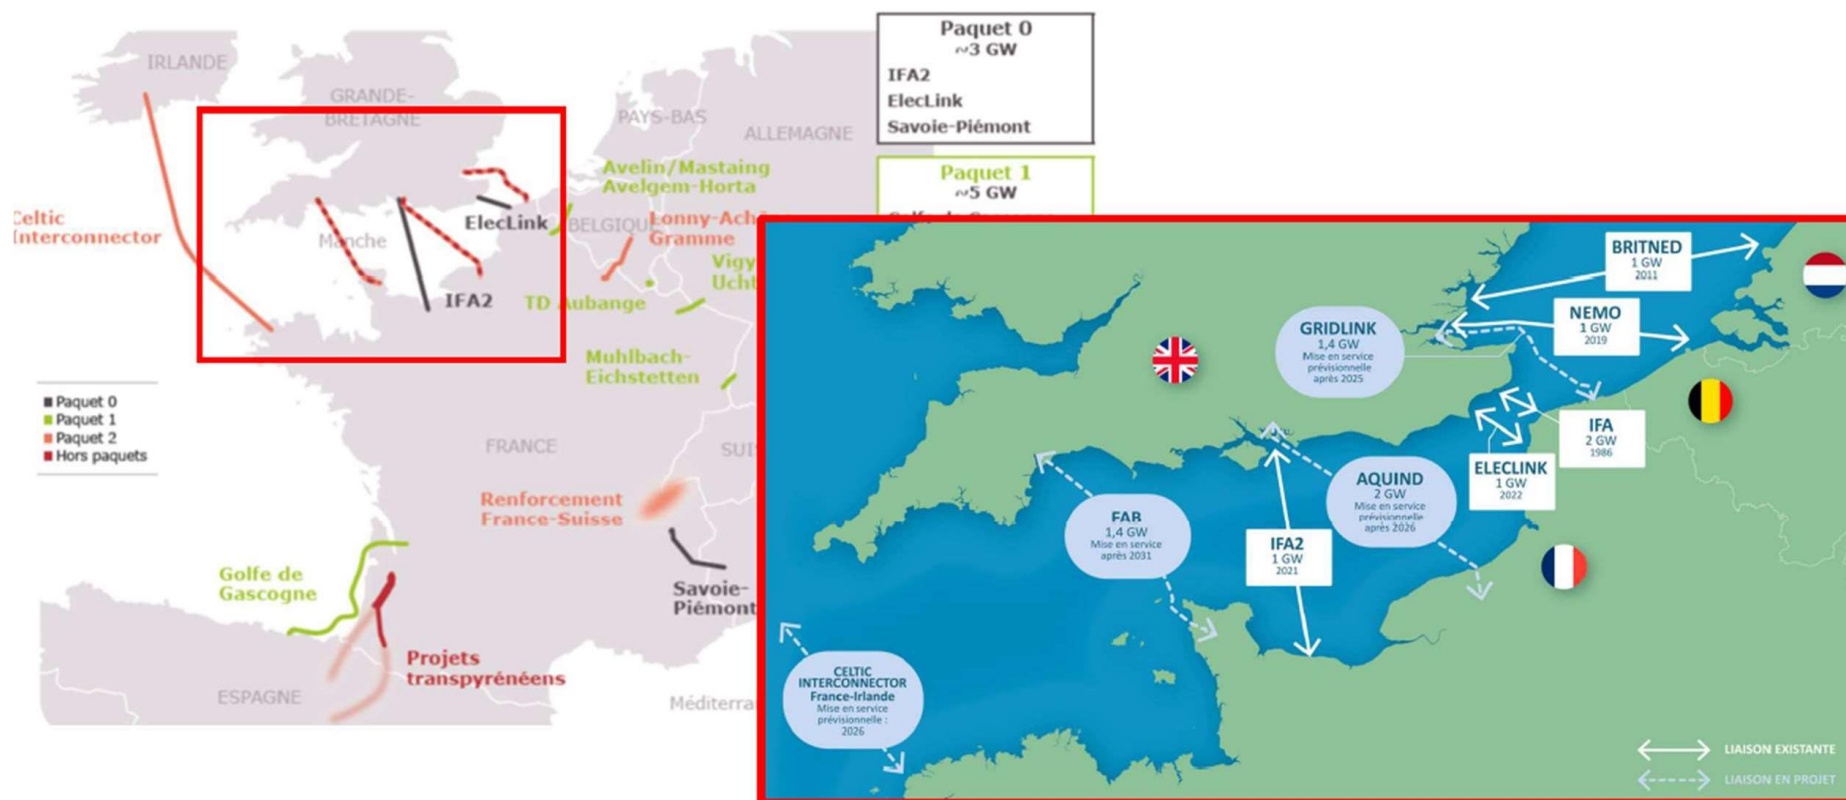 IRLANDE
GRANDE-
BRETAGNE
PAYS-BAS
ALLEMAGNE
Celtic
Interconnector
Manche
ElecLink
IFA2
Avelin/Mastaing
Avelgem-Horta
BELGIQUE
Lonny-Ach
Gramme
Vigy
Ucht
TD Aubange
Muhlbach-
Eichstetten
Paquet 0
Paquet 1
Paquet 2
Hors paquets
FRANCE
SUIS
Renforcement
France-Suisse
Savoie-
Piémont
Golfe de
Gascogne
Projets
transpyrénéens
ESPAGNE
Méditerra
Paquet 0
~3 GW
IFA2
ElecLink
Savoie-Piémont
Paquet 1
~5 GW
BRITNED
1 GW
2011
NEMO
1 GW
2019
GRIDLINK
1,4 GW
Mise en service
prévisionnelle
après 2025
IFA
2 GW
1986
ELECLINK
1 GW
2022
AQUIND
2 GW
Mise en service
prévisionnelle
après 2026
FAB
1,4 GW
Mise en service
après 2031
IFA2
1 GW
2021
CELTIC
INTERCONNECTOR
France-Irlande
Mise en service
prévisionnelle :
2026
LIAISON EXISTANTE
LIAISON EN PROJET